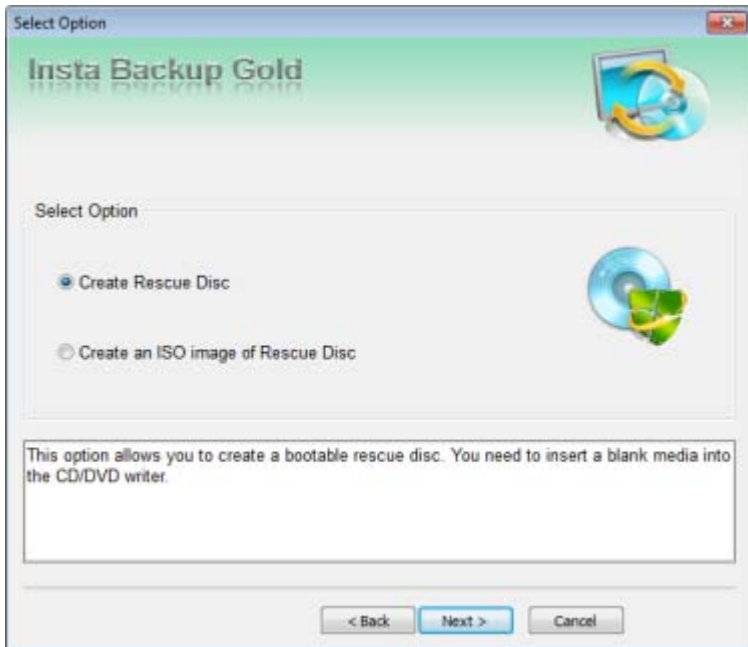 Select Option
Insta Backup Gold
Select Option
Create Rescue Disc
Create an ISO image of Rescue Disc
This option allows you to create a bootable rescue disc. You need to insert a blank media into
the CD/DVD writer.
< Back Next > Cancel